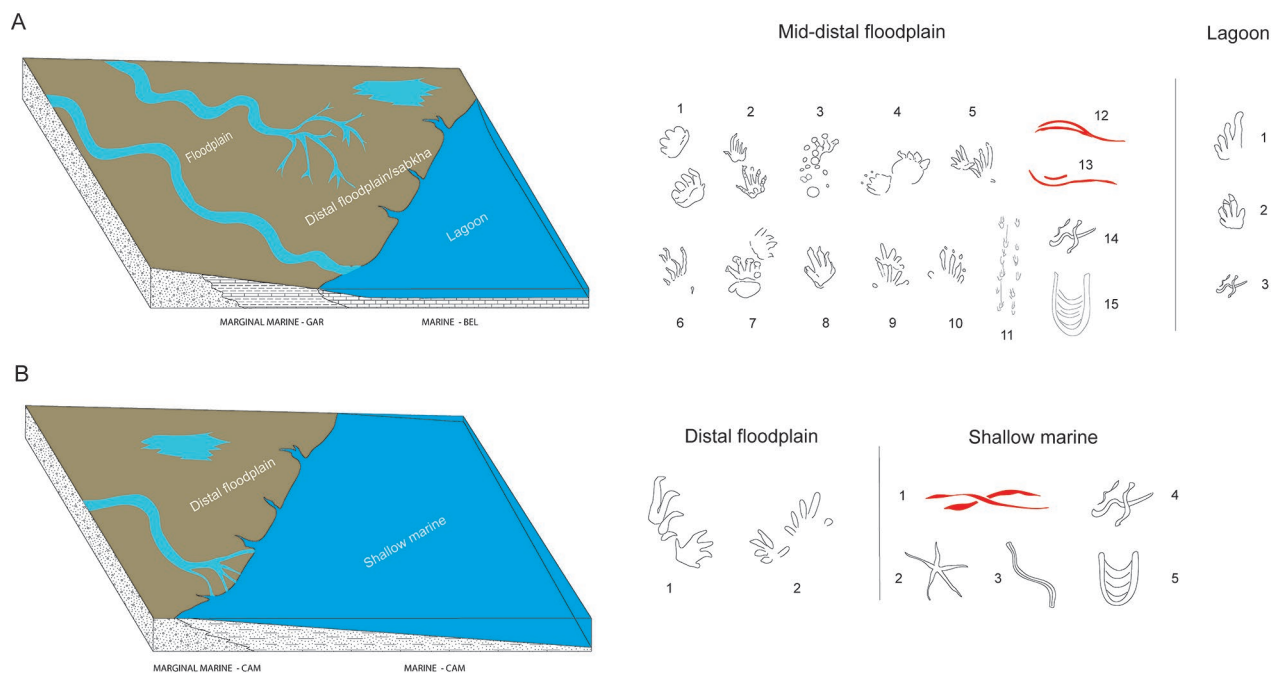 A
Floodplain
Distal floodplain/sabkha
Lagoon
MARGINAL MARINE - GAR
MARINE - BEL
Mid-distal floodplain
1
2
3
4
5
12
13
14
15
6
7
8
9
10
11
Lagoon
1
2
3
B
Distal floodplain
Shallow marine
MARGINAL MARINE - CAM
MARINE - CAM
Distal floodplain
1
2
Shallow marine
1
4
2
3
5